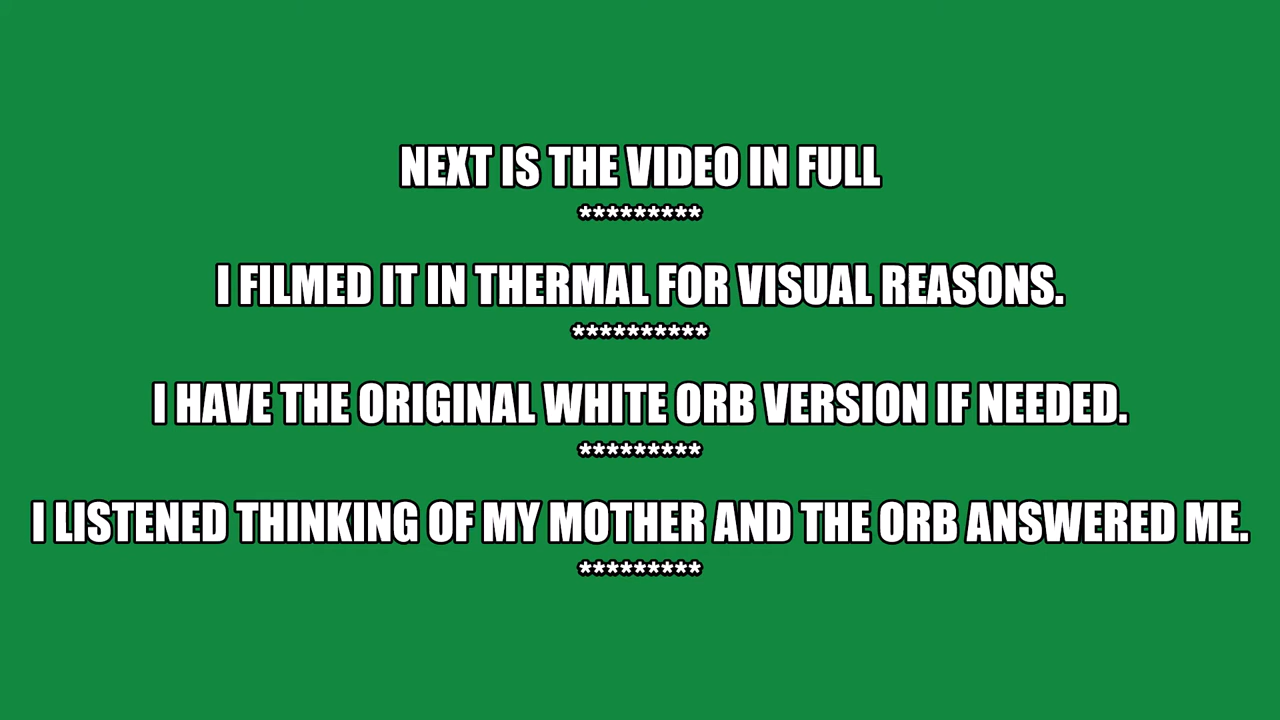 NEXT IS THE VIDEO IN FULL
*********
I FILMED IT IN THERMAL FOR VISUAL REASONS.
**********
I HAVE THE ORIGINAL WHITE ORB VERSION IF NEEDED.
*********
I LISTENED THINKING OF MY MOTHER AND THE ORB ANSWERED ME.
*********